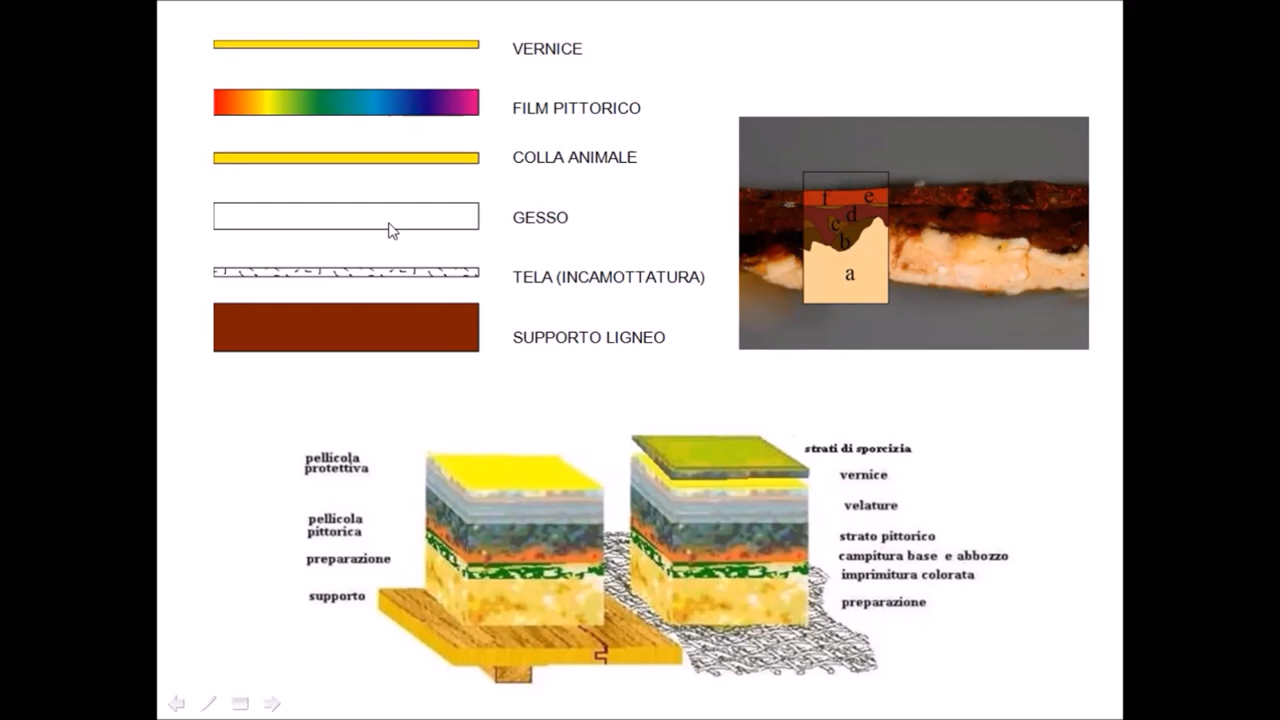 VERNICE
FILM PITTORICO
COLLA ANIMALE
GESSO
TELA (INCAMOTTATURA)
SUPPORTO LIGNEO
f e
d
c
b
a
pellicola
protettiva
pellicola
pittorica
preparazione
supporto
strati di sporcizia
vernice
velature
strato pittorico
campitura base e abbozzo
imprimitura colorata
preparazione